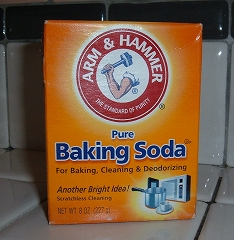 ARM & HAMMER
THE STANDARD OF PURITY
Pure
Baking Soda
For Baking, Cleaning & Deodorizing
Another Bright Idea!
Scratchless Cleaning
NET WT 8 OZ (227g)